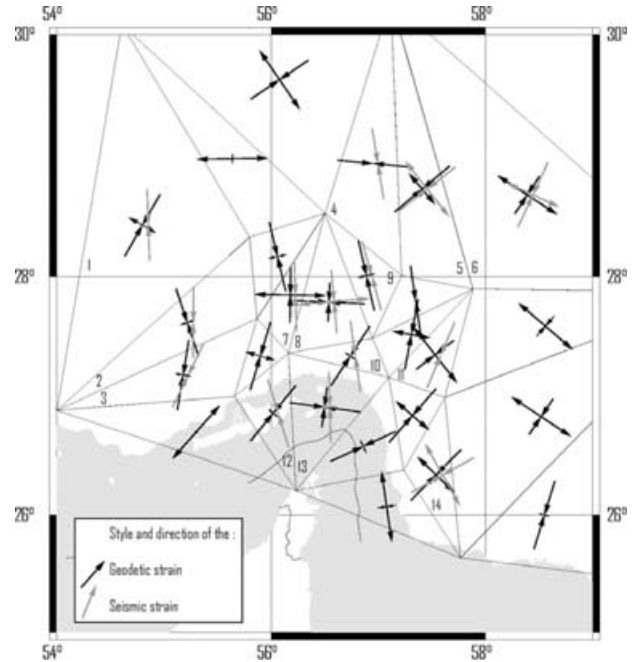 54° 56° 58°
30° 30°
4
1
5 6
9
28° 28°
7 8
2
10
11
3
12 13
14
26° 26°
Style and direction of the :
Geodetic strain
Seismic strain
54° 56° 58°